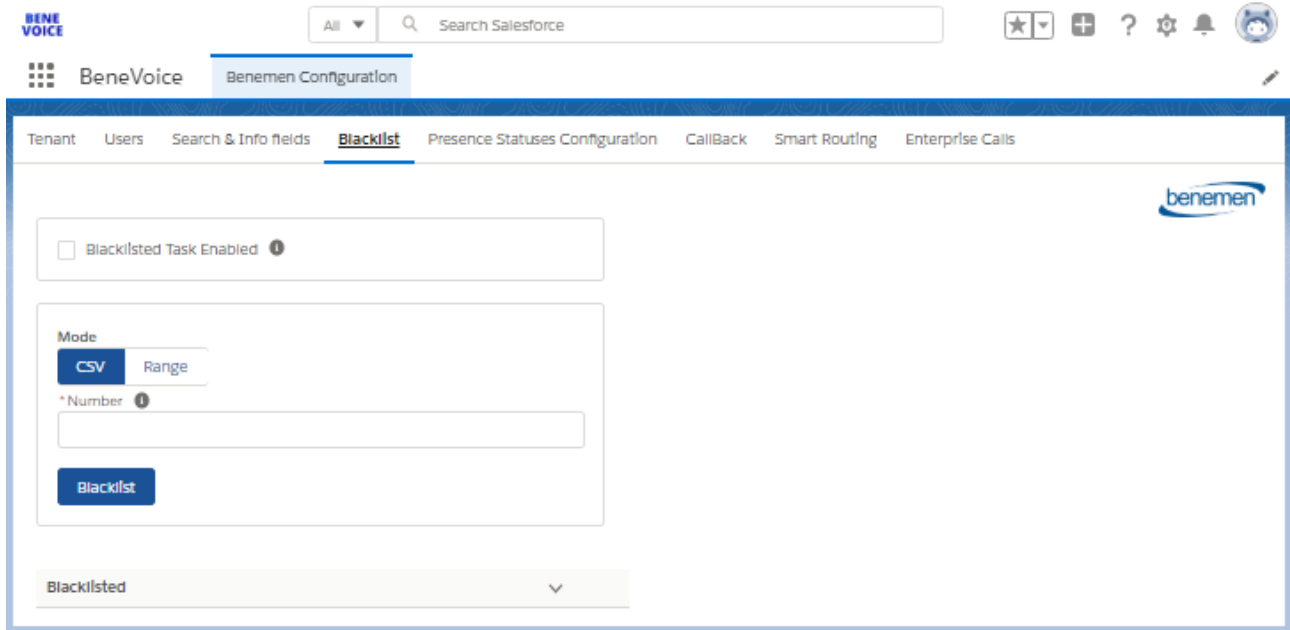 BENE
VOICE
All
Search Salesforce
BeneVoice
Benemen Configuration
Tenant Users Search & Info fields Blacklist Presence Statuses Configuration CallBack Smart Routing Enterprise Calls
benemen
Blacklisted Task Enabled
Mode
CSV Range
*Number
Blacklist
Blacklisted